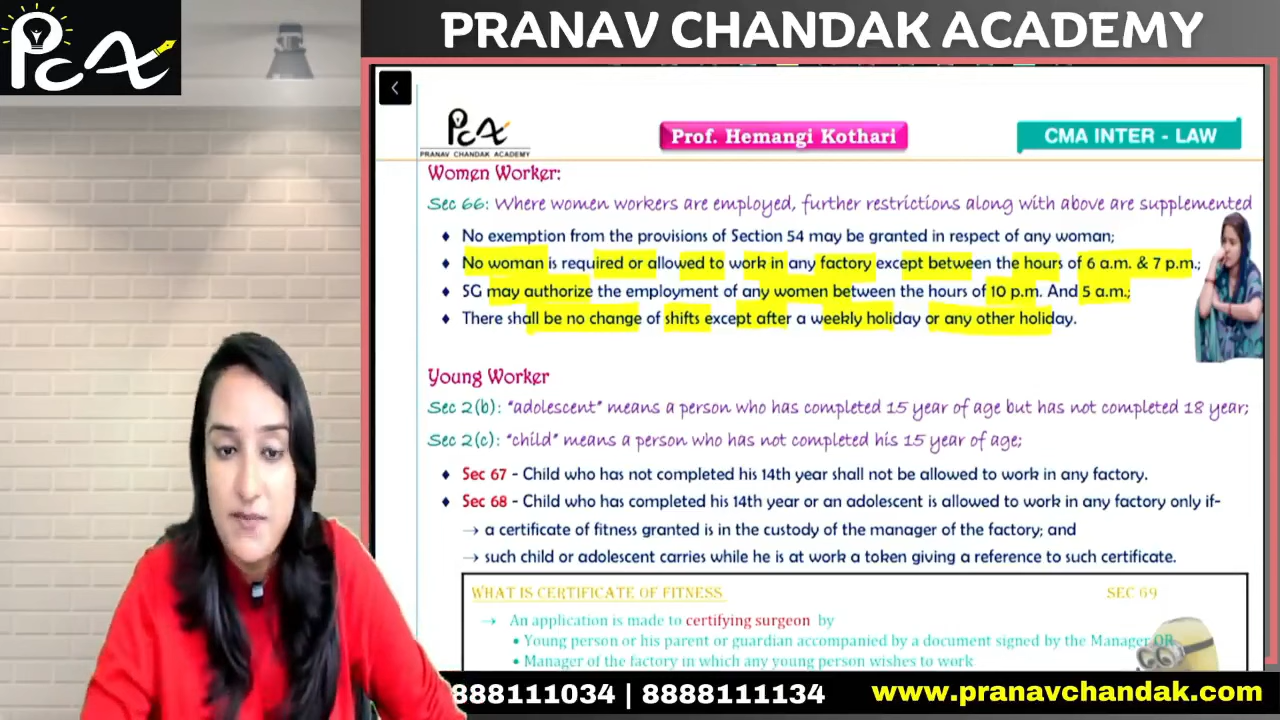 PCA
PRANAV CHANDAK ACADEMY
PCA
PRANAV CHANDAK ACADEMY
Prof. Hemangi Kothari
CMA INTER - LAW
Women Worker:
Sec 66: Where women workers are employed, further restrictions along with above are supplemented
♦ No exemption from the provisions of Section 54 may be granted in respect of any woman;
♦ No woman is required or allowed to work in any factory except between the hours of 6 a.m. & 7 p.m.;
♦ SG may authorize the employment of any women between the hours of 10 p.m. And 5 a.m.;
♦ There shall be no change of shifts except after a weekly holiday or any other holiday.
Young Worker
Sec 2(b): "adolescent" means a person who has completed 15 year of age but has not completed 18 year;
Sec 2(c): "child" means a person who has not completed his 15 year of age;
♦ Sec 67 - Child who has not completed his 14th year shall not be allowed to work in any factory.
♦ Sec 68 - Child who has completed his 14th year or an adolescent is allowed to work in any factory only if-
→ a certificate of fitness granted is in the custody of the manager of the factory; and
→ such child or adolescent carries while he is at work a token giving a reference to such certificate.
WHAT IS CERTIFICATE OF FITNESS SEC 69
→ An application is made to certifying surgeon by
• Young person or his parent or guardian accompanied by a document signed by the Manager OR
• Manager of the factory in which any young person wishes to work
888111034 | 8888111134
www.pranavchandak.com